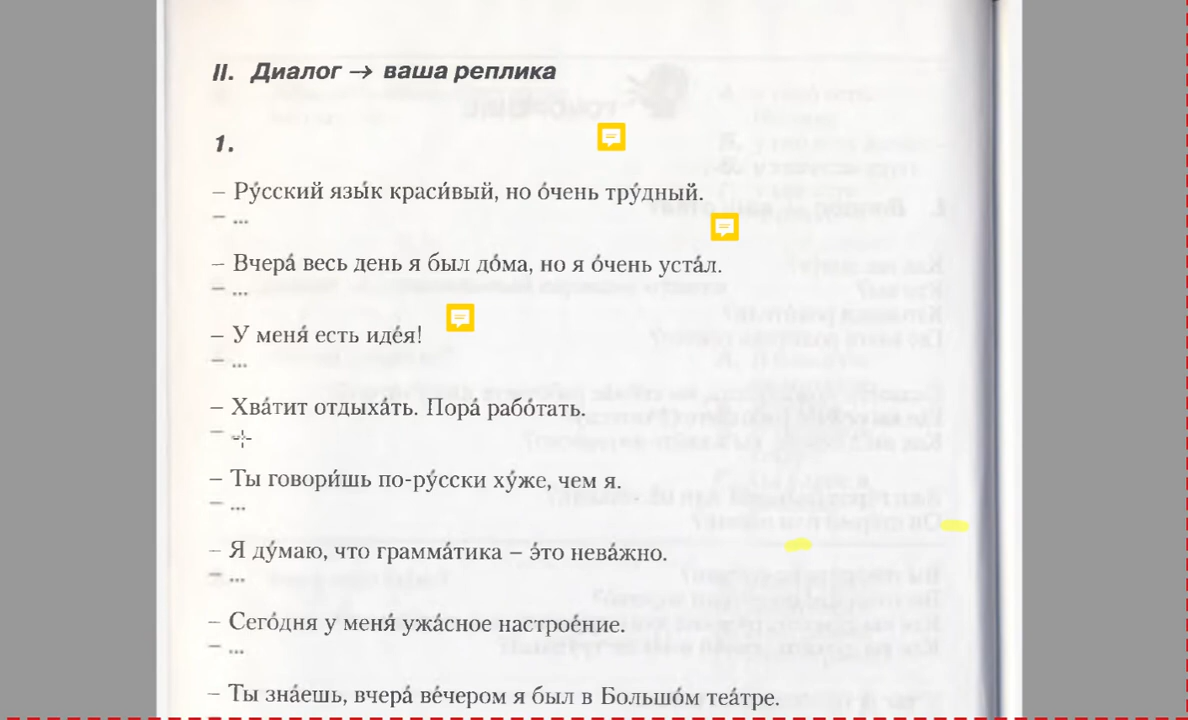 II. Диалог → ваша реплика
1.
– Ру́сский язы́к краси́вый, но о́чень тру́дный.
– ...
– Вчера́ весь день я был до́ма, но я о́чень уста́л.
– ...
– У меня́ есть иде́я!
– ...
– Хва́тит отдыха́ть. Пора́ рабо́тать.
–
– Ты говори́шь по-ру́сски ху́же, чем я.
– ...
– Я ду́маю, что грамма́тика – э́то нева́жно.
– ...
– Сего́дня у меня́ ужа́сное настрое́ние.
– ...
– Ты зна́ешь, вчера́ ве́чером я был в Большо́м теа́тре.